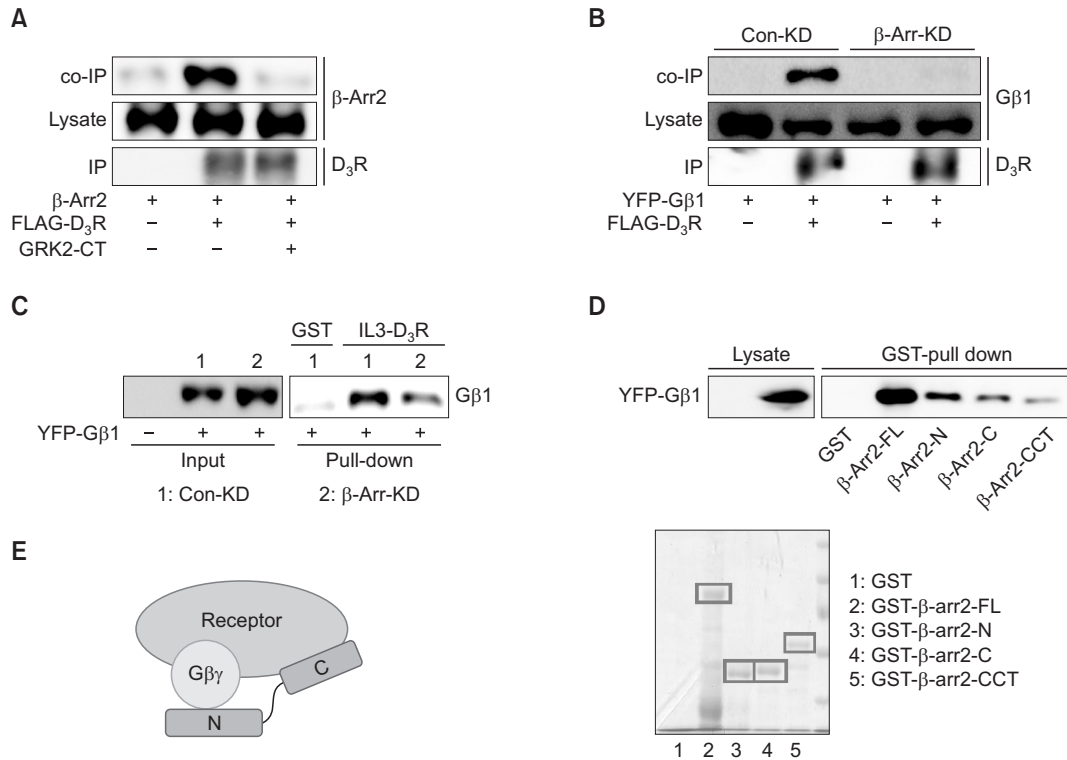 A
co-IP
Lysate
β-Arr2
IP
D₃R
β-Arr2 + + +
FLAG-D₃R – + +
GRK2-CT – – +
B
Con-KD β-Arr-KD
co-IP
Lysate
Gβ1
IP
D₃R
YFP-Gβ1 + + + +
FLAG-D₃R – + – +
C
GST IL3-D₃R
1 2 1 1 2
Gβ1
YFP-Gβ1 – + + + + +
Input Pull-down
1: Con-KD 2: β-Arr-KD
D
Lysate GST-pull down
YFP-Gβ1
GST
β-Arr2-FL
β-Arr2-N
β-Arr2-C
β-Arr2-CCT
1: GST
2: GST-β-arr2-FL
3: GST-β-arr2-N
4: GST-β-arr2-C
5: GST-β-arr2-CCT
1 2 3 4 5
E
Receptor
Gβγ
C
N